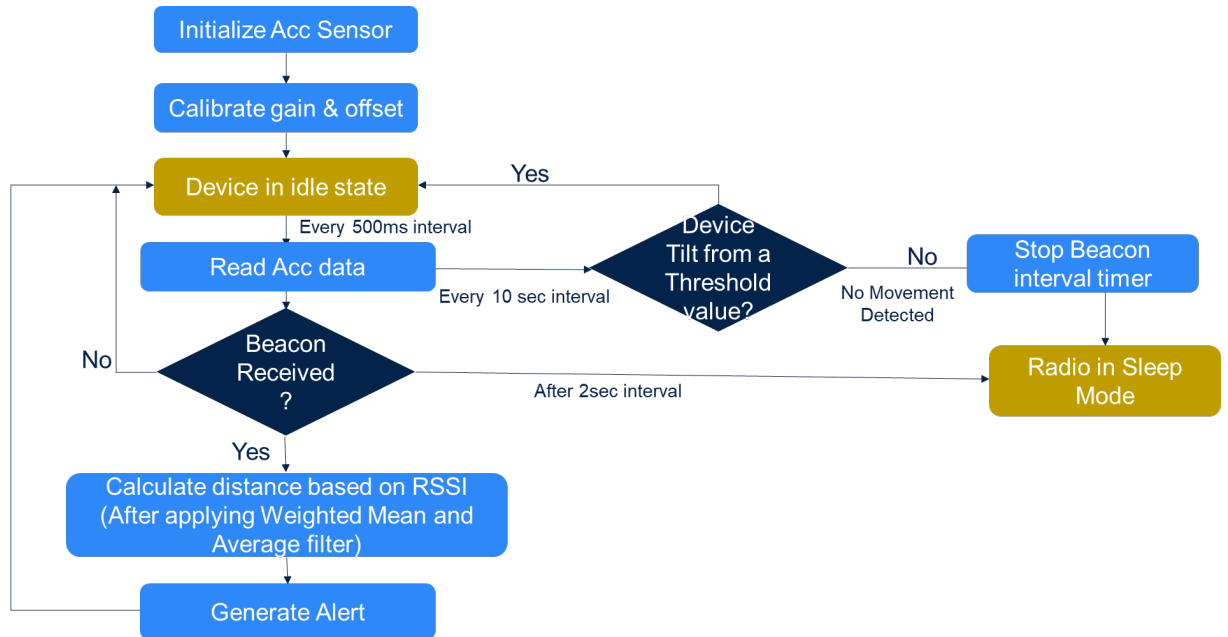 Initialize Acc Sensor
Calibrate gain & offset
Device in idle state
Yes
Every 500ms interval
Read Acc data
Every 10 sec interval
Device
Tilt from a
Threshold
value?
No
No Movement
Detected
Stop Beacon
interval timer
No
Beacon
Received
?
After 2sec interval
Radio in Sleep
Mode
Yes
Calculate distance based on RSSI
(After applying Weighted Mean and
Average filter)
Generate Alert